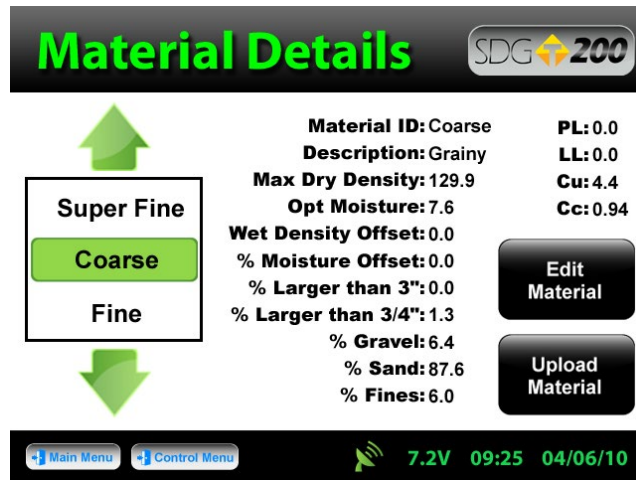 Material Details
SDG T 200
Super Fine
Coarse
Fine
Material ID: Coarse
Description: Grainy
Max Dry Density: 129.9
Opt Moisture: 7.6
Wet Density Offset: 0.0
% Moisture Offset: 0.0
% Larger than 3": 0.0
% Larger than 3/4": 1.3
% Gravel: 6.4
% Sand: 87.6
% Fines: 6.0
PL: 0.0
LL: 0.0
Cu: 4.4
Cc: 0.94
Edit
Material
Upload
Material
Main Menu
Control Menu
7.2V 09:25 04/06/10